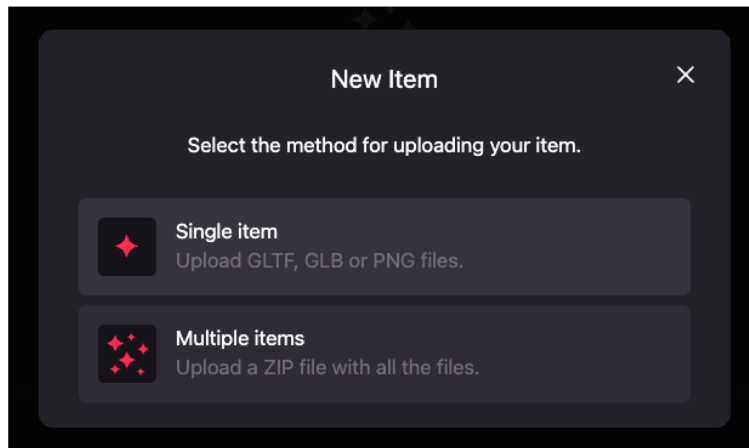 New Item
Select the method for uploading your item.
Single item
Upload GLTF, GLB or PNG files.
Multiple items
Upload a ZIP file with all the files.